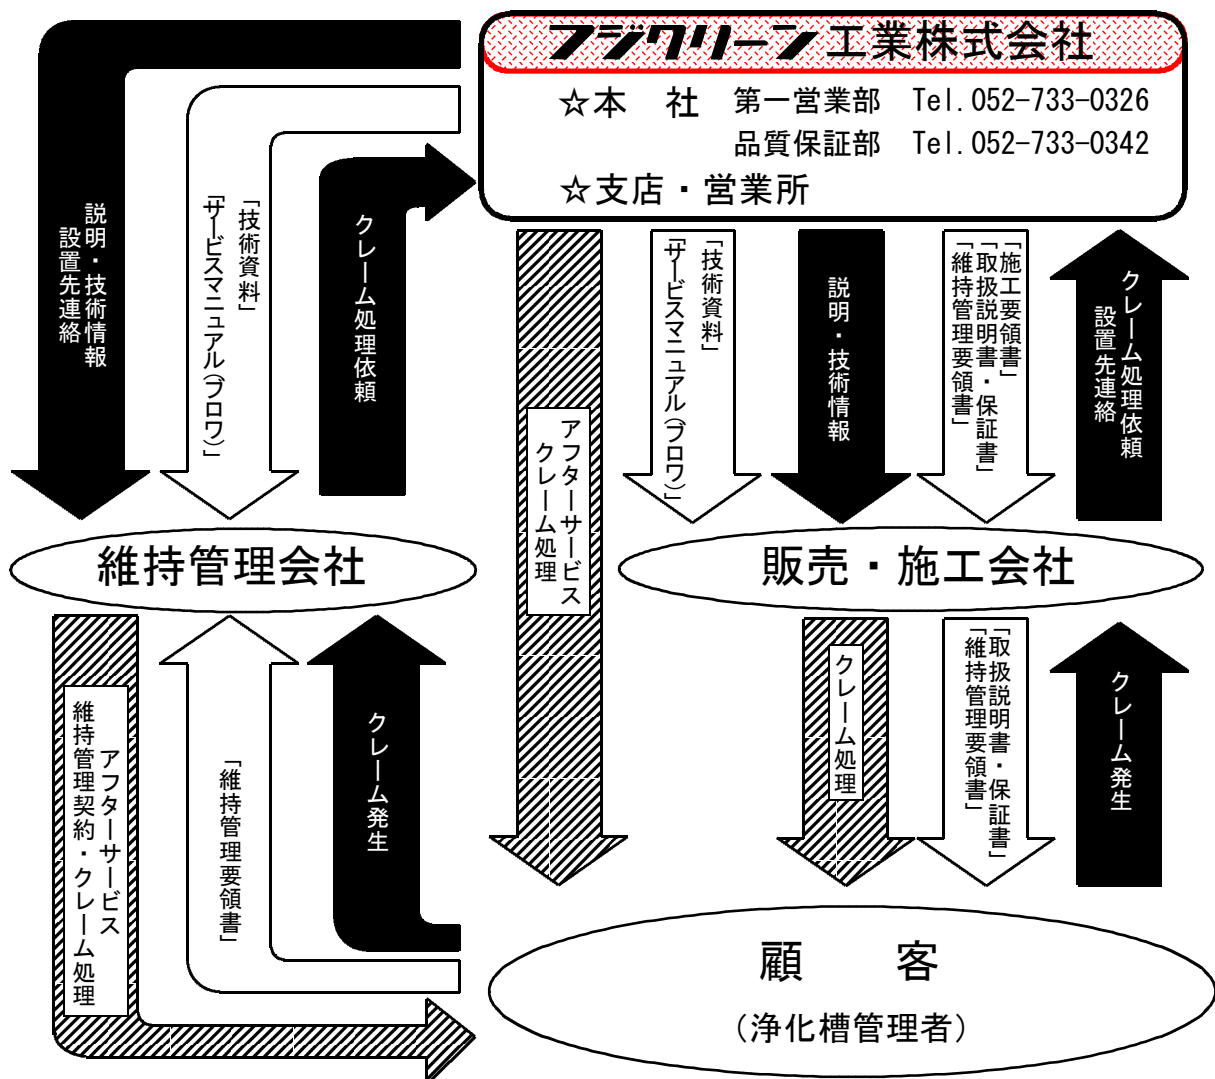 フジクリーン工業株式会社
☆本　社　第一営業部　Tel.052-733-0326
品質保証部　Tel.052-733-0342
☆支店・営業所
説明・技術情報
設置先連絡
「技術資料」
「サービスマニュアル(ブロワ)」
クレーム処理依頼
アフターサービス
クレーム処理
「技術資料」
「サービスマニュアル(ブロワ)」
説明・技術情報
「施工要領書」
「取扱説明書・保証書」
「維持管理要領書」
クレーム処理依頼
設置先連絡
維持管理会社
販売・施工会社
アフターサービス
維持管理契約・クレーム処理
「維持管理要領書」
クレーム発生
クレーム処理
「取扱説明書・保証書」
「維持管理要領書」
クレーム発生
顧　客
（浄化槽管理者）